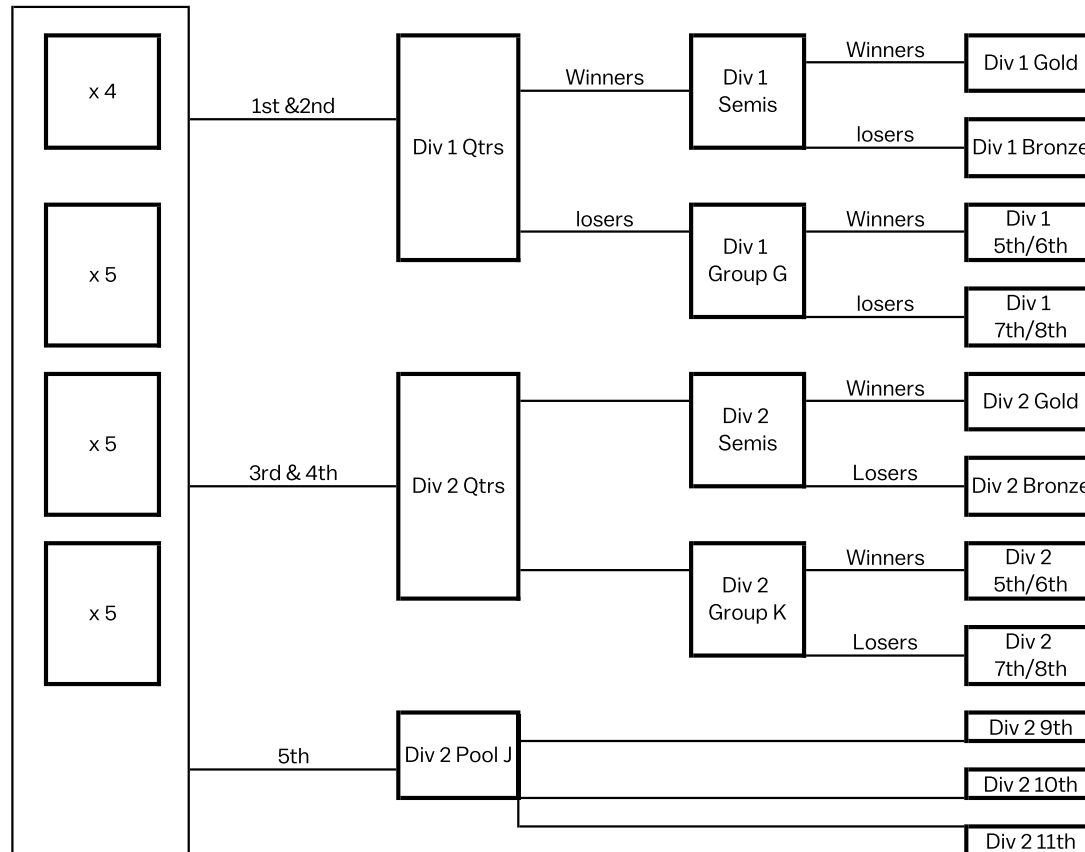 x 4
x 5
x 5
x 5
1st &2nd
3rd & 4th
5th
Div 1 Qtrs
Div 2 Qtrs
Div 2 Pool J
Winners
losers
Div 1
Semis
Div 1
Group G
Div 2
Semis
Div 2
Group K
Winners
losers
Winners
losers
Winners
Losers
Winners
Losers
Div 1 Gold
Div 1 Bronze
Div 1
5th/6th
Div 1
7th/8th
Div 2 Gold
Div 2 Bronze
Div 2
5th/6th
Div 2
7th/8th
Div 2 9th
Div 2 10th
Div 2 11th